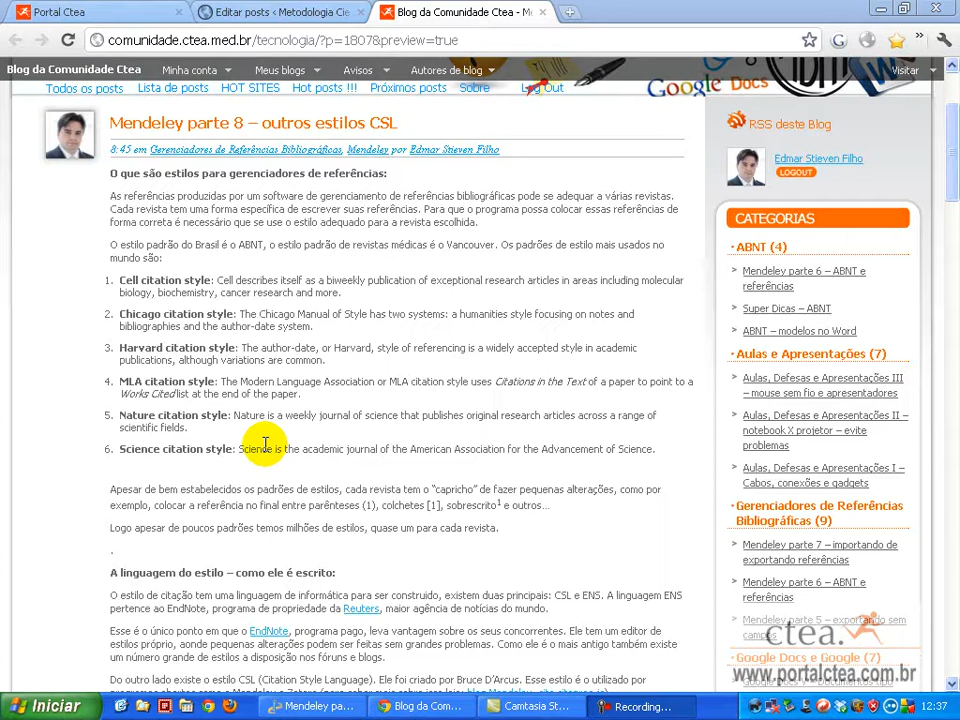 Portal Ctea
Editar posts ‹ Metodologia Cie
Blog da Comunidade Ctea - M
comunidade.ctea.med.br/tecnologia/?p=1807&preview=true
Blog da Comunidade Ctea
Minha conta
Meus blogs
Avisos
Autores de blog
Visitar
Google Docs
Todos os posts
Lista de posts
HOT SITES
Hot posts !!!
Próximos posts
Sobre
Log Out
Mendeley parte 8 – outros estilos CSL
8:45 em Gerenciadores de Referências Bibliográficas, Mendeley por Edmar Stieven Filho
O que são estilos para gerenciadores de referências:
As referências produzidas por um software de gerenciamento de referências bibliográficas pode se adequar a várias revistas.
Cada revista tem uma forma específica de escrever suas referências. Para que o programa possa colocar essas referências de
forma correta é necessário que se use o estilo adequado para a revista escolhida.
O estilo padrão do Brasil é o ABNT, o estilo padrão de revistas médicas é o Vancouver. Os padrões de estilo mais usados no
mundo são:
1. Cell citation style: Cell describes itself as a biweekly publication of exceptional research articles in areas including molecular
biology, biochemistry, cancer research and more.
2. Chicago citation style: The Chicago Manual of Style has two systems: a humanities style focusing on notes and
bibliographies and the author-date system.
3. Harvard citation style: The author-date, or Harvard, style of referencing is a widely accepted style in academic
publications, although variations are common.
4. MLA citation style: The Modern Language Association or MLA citation style uses Citations in the Text of a paper to point to a
Works Cited list at the end of the paper.
5. Nature citation style: Nature is a weekly journal of science that publishes original research articles across a range of
scientific fields.
6. Science citation style: Science is the academic journal of the American Association for the Advancement of Science.
Apesar de bem estabelecidos os padrões de estilos, cada revista tem o “capricho” de fazer pequenas alterações, como por
exemplo, colocar a referência no final entre parênteses (1), colchetes [1], sobrescrito¹ e outros...
Logo apesar de poucos padrões temos milhões de estilos, quase um para cada revista.
.
A linguagem do estilo – como ele é escrito:
O estilo de citação tem uma linguagem de informática para ser construido, existem duas principais: CSL e ENS. A linguagem ENS
pertence ao EndNote, programa de propriedade da Reuters, maior agência de notícias do mundo.
Esse é o único ponto em que o EndNote, programa pago, leva vantagem sobre os seus concorrentes. Ele tem um editor de
estilos próprio, aonde pequenas alterações podem ser feitas sem grandes problemas. Como ele é o mais antigo também existe
um número grande de estilos a disposição nos fóruns e blogs.
Do outro lado existe o estilo CSL (Citation Style Language). Ele foi criado por Bruce D'Arcus. Esse estilo é o utilizado por
RSS deste Blog
Edmar Stieven Filho
LOGOUT
CATEGORIAS
ABNT (4)
Mendeley parte 6 – ABNT e
referências
Super Dicas – ABNT
ABNT – modelos no Word
Aulas e Apresentações (7)
Aulas, Defesas e Apresentações III
– mouse sem fio e apresentações
Aulas, Defesas e Apresentações II –
notebook X projetor – evite
problemas
Aulas, Defesas e Apresentações I –
Cabos, conexões e gadgets
Gerenciadores de Referências
Bibliográficas (9)
Mendeley parte 7 – importando de
exportando referências
Mendeley parte 6 – ABNT e
referências
Mendeley parte 5 – exportando sem
campos
Google Docs e Google (7)
ctea.
www.portalctea.com.br
Iniciar
Mendeley pa...
Blog da Com...
Camtasia St...
Recording...
12:37